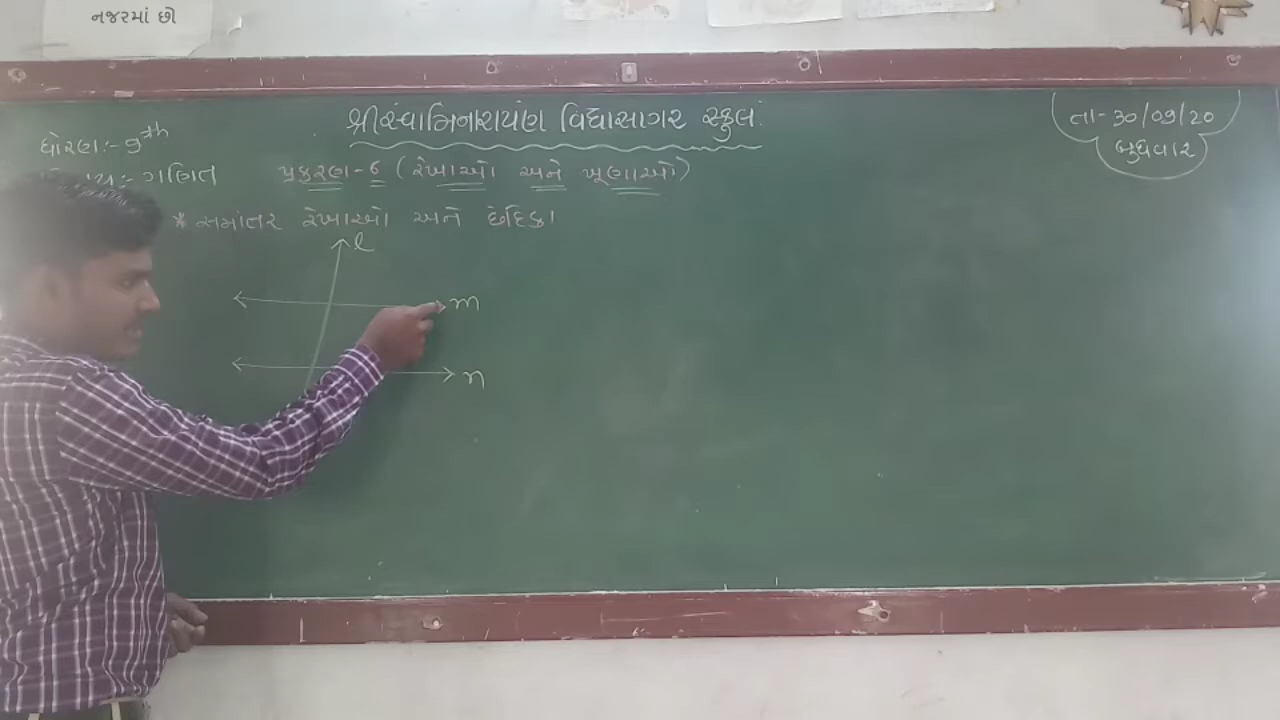 નજરમાં છો
શ્રી સ્વામિનારાયણ વિદ્યાસાગર સ્કુલ
તા-30/09/20
બુધવાર
ધોરણ:- 9th
ગણિત
પ્રકરણ-6 (રેખાઓ અને ખૂણાઓ)
* સમાંતર રેખાઓ અને છેદિકા
l
m
n